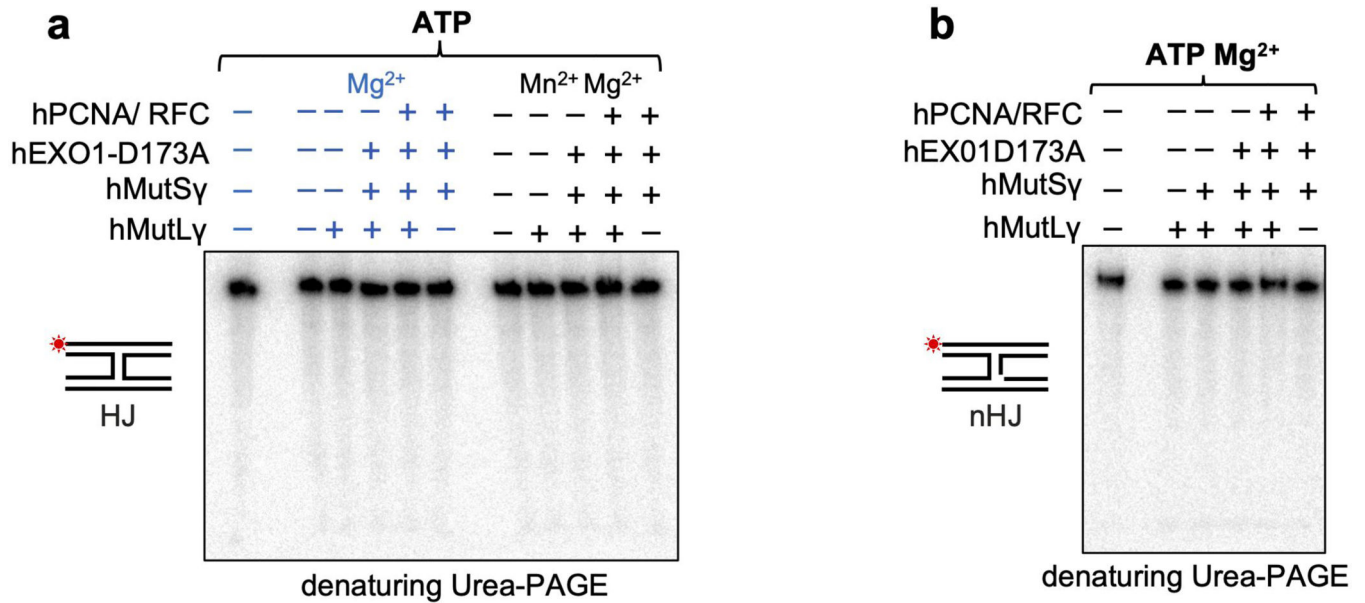 a
ATP
Mg²⁺ Mn²⁺ Mg²⁺
hPCNA/ RFC − − − − + + − − − + +
hEXO1-D173A − − − + + + − − + + +
hMutSγ − − − + + + − − + + +
hMutLγ − − + + + − − + + + −
HJ
denaturing Urea-PAGE
b
ATP Mg²⁺
hPCNA/RFC − − − − + +
hEX01D173A − − − + + +
hMutSγ − − + + + +
hMutLγ − + + + + −
nHJ
denaturing Urea-PAGE